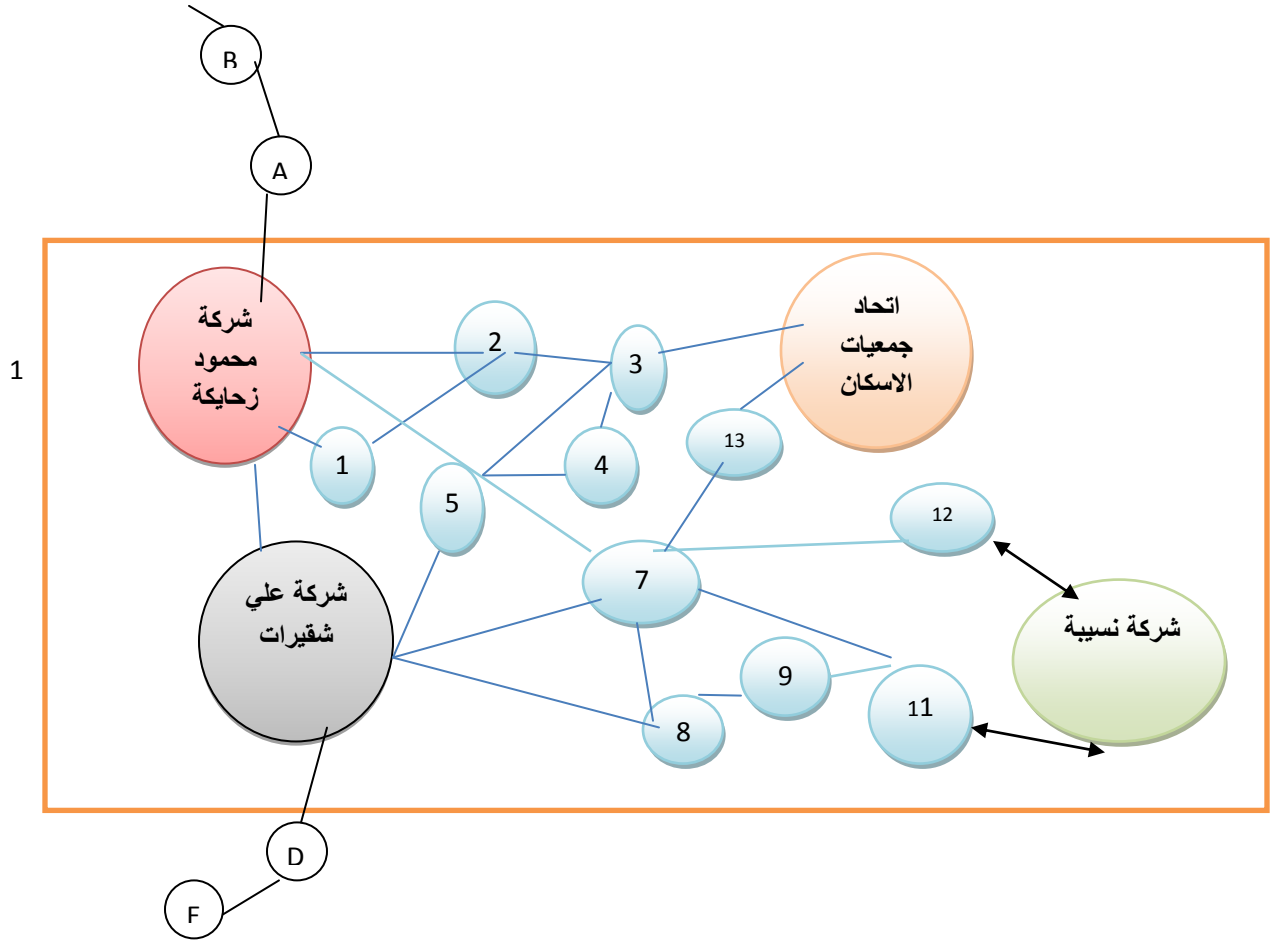 B
A
شركة
محمود
زحايكة
اتحاد
جمعيات
الاسكان
2
3
1
1
4
13
5
12
7
شركة علي
شقيرات
شركة نسيبة
9
11
8
D
F